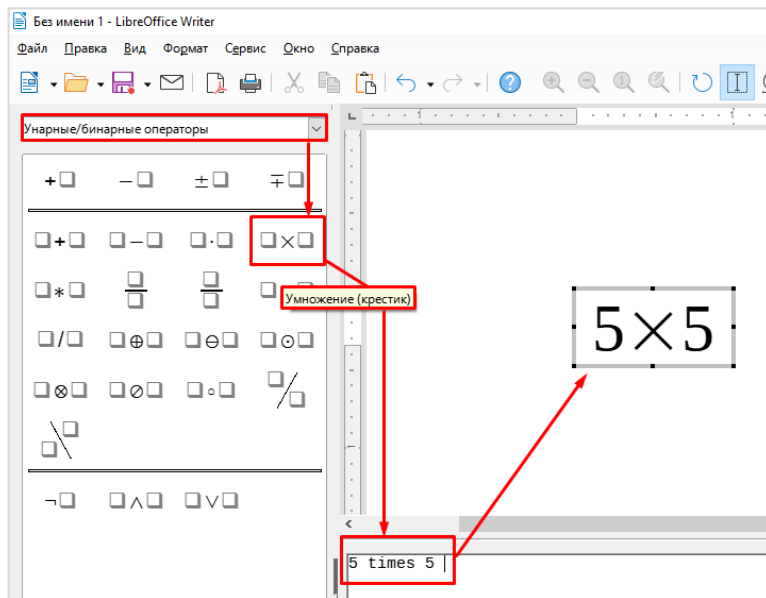 Без имени 1 - LibreOffice Writer
Файл Правка Вид Формат Сервис Окно Справка
Унарные/бинарные операторы
+□ −□ ±□ ∓□
□+□ □−□ □·□ □×□
□∗□ □/□ □/□ □
Умножение (крестик)
□/□ □⊕□ □⊖□ □⊙□
□⊗□ □⊘□ □∘□ □/□
□\□
¬□ □∧□ □∨□
5×5
5 times 5